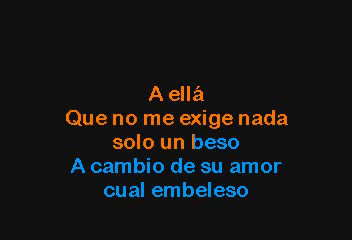 A ellá
Que no me exige nada
solo un beso
A cambio de su amor
cual embeleso